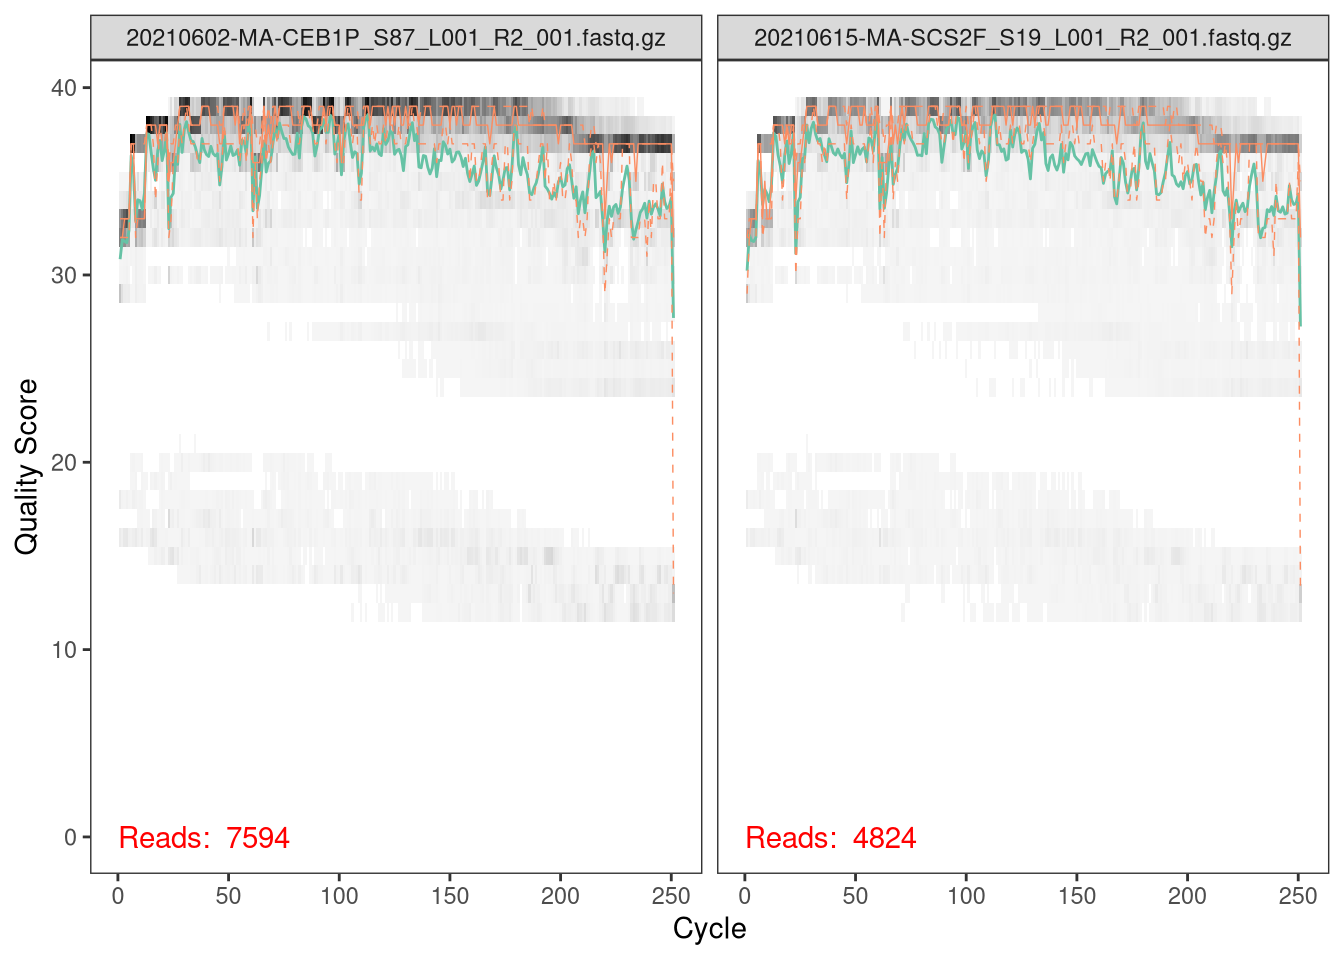 20210602-MA-CEB1P_S87_L001_R2_001.fastq.gz
20210615-MA-SCS2F_S19_L001_R2_001.fastq.gz
Quality Score
40
30
20
10
0
Reads: 7594
Reads: 4824
0 50 100 150 200 250
0 50 100 150 200 250
Cycle